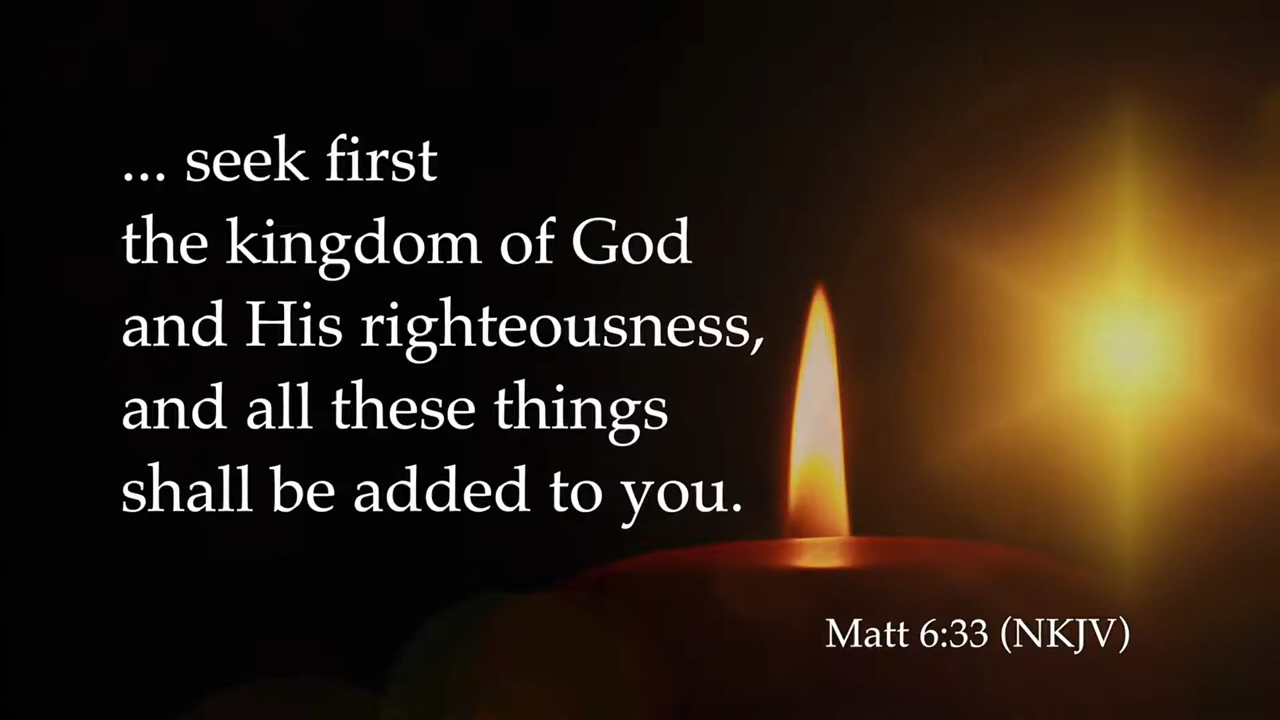 ... seek first
the kingdom of God
and His righteousness,
and all these things
shall be added to you.
Matt 6:33 (NKJV)